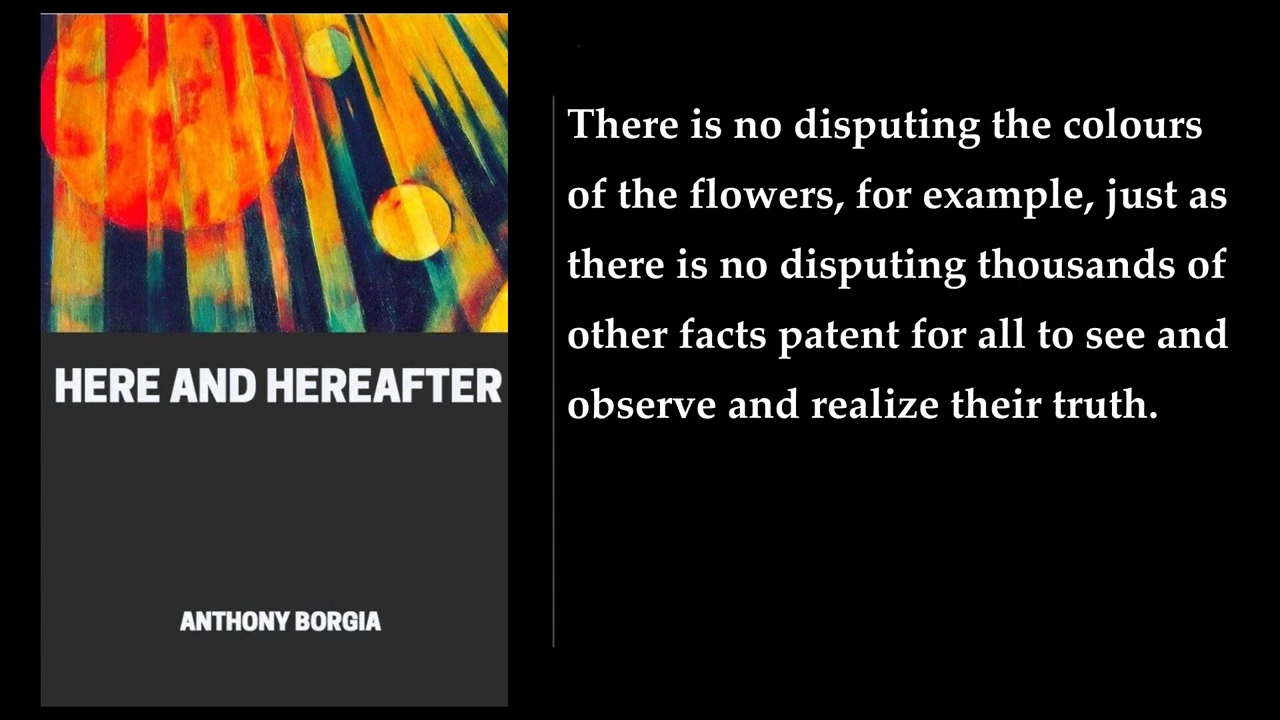 HERE AND HEREAFTER
ANTHONY BORGIA
There is no disputing the colours
of the flowers, for example, just as
there is no disputing thousands of
other facts patent for all to see and
observe and realize their truth.